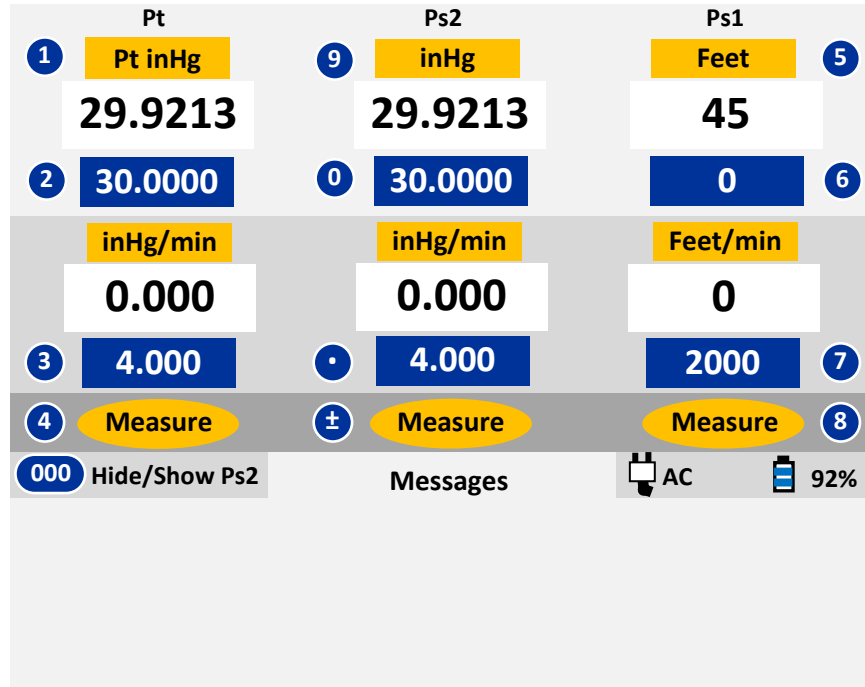 Pt Ps2 Ps1
1 Pt inHg 9 inHg Feet 5
29.9213 29.9213 45
2 30.0000 0 30.0000 0 6
inHg/min inHg/min Feet/min
0.000 0.000 0
3 4.000 • 4.000 2000 7
4 Measure ± Measure Measure 8
000 Hide/Show Ps2 Messages AC 92%